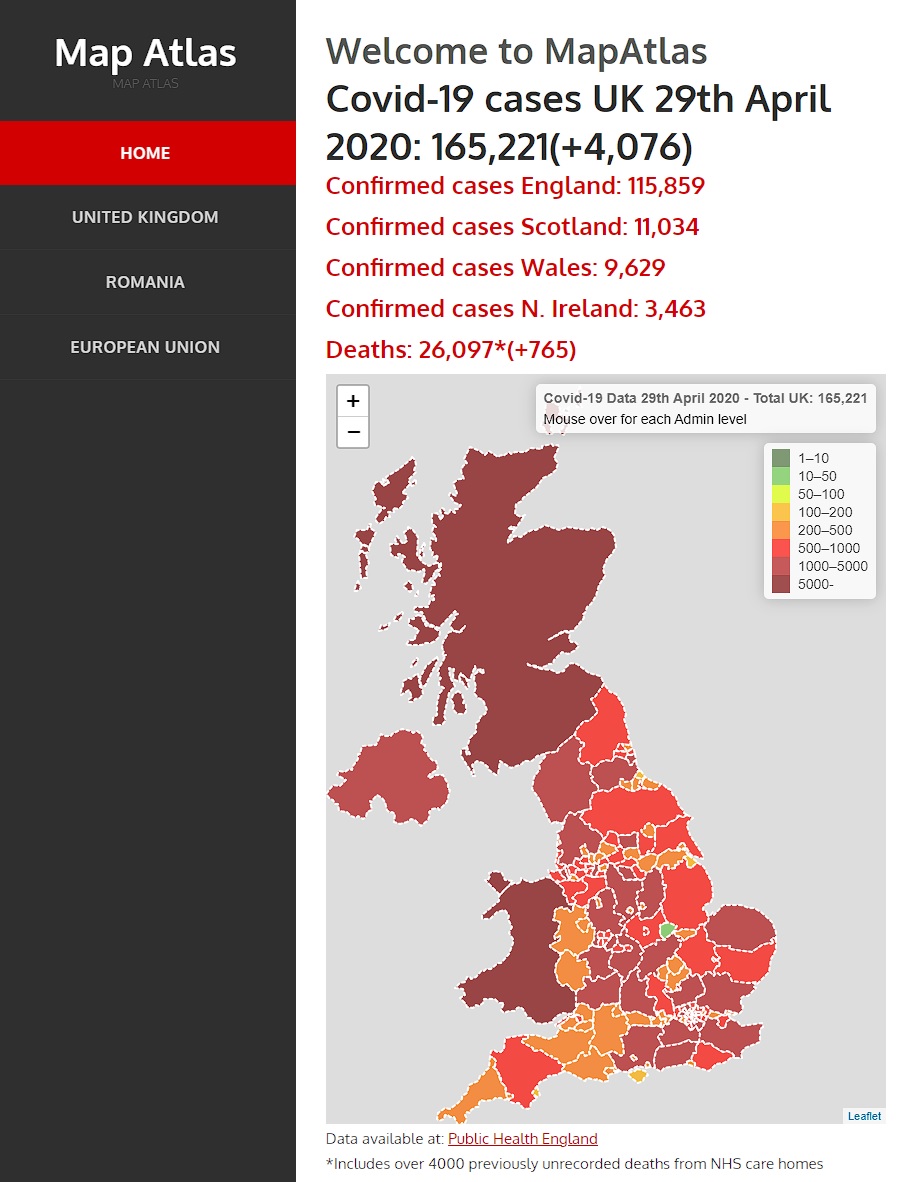 Map Atlas
MAP ATLAS
HOME
UNITED KINGDOM
ROMANIA
EUROPEAN UNION
Welcome to MapAtlas
Covid-19 cases UK 29th April
2020: 165,221(+4,076)
Confirmed cases England: 115,859
Confirmed cases Scotland: 11,034
Confirmed cases Wales: 9,629
Confirmed cases N. Ireland: 3,463
Deaths: 26,097*(+765)
+
−
Covid-19 Data 29th April 2020 - Total UK: 165,221
Mouse over for each Admin level
1–10
10–50
50–100
100–200
200–500
500–1000
1000–5000
5000-
Leaflet
Data available at: Public Health England
*Includes over 4000 previously unrecorded deaths from NHS care homes